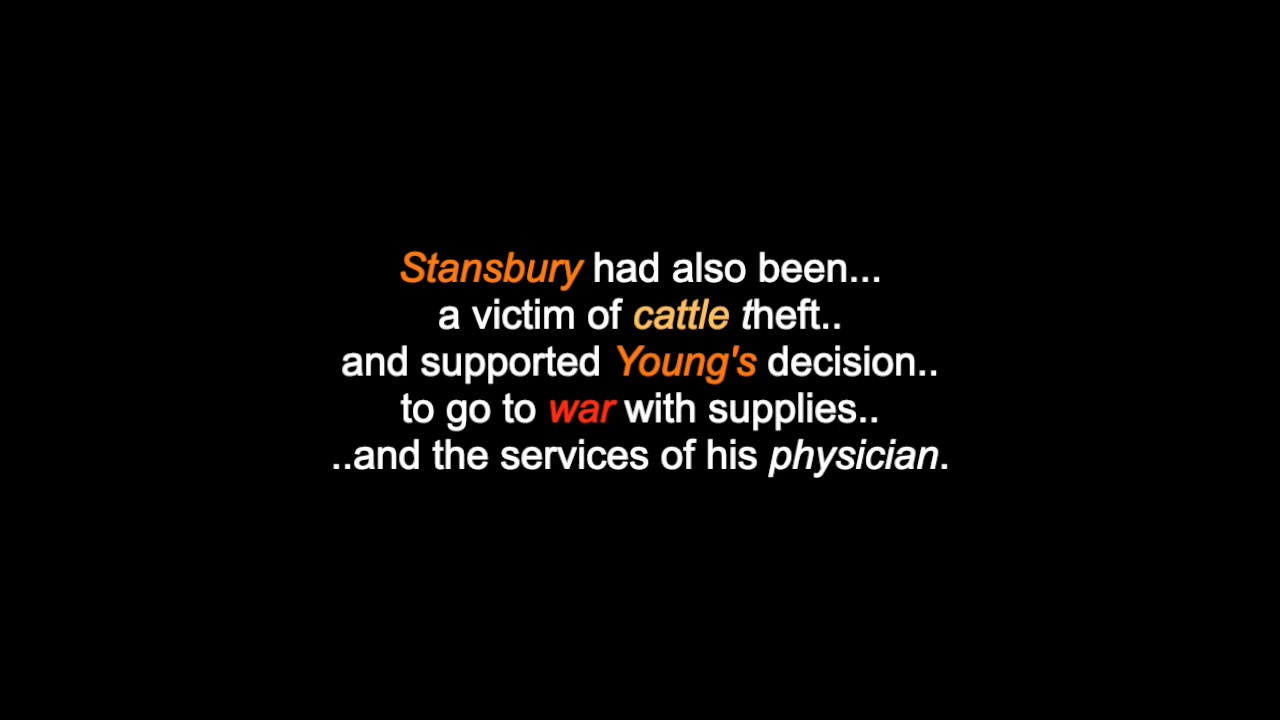 Stansbury had also been...
a victim of cattle theft..
and supported Young's decision..
to go to war with supplies..
..and the services of his physician.